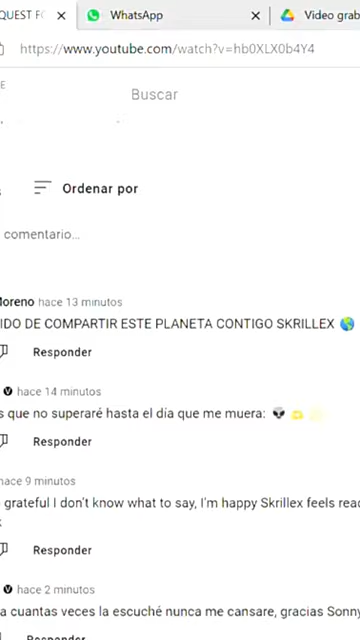 QUEST FO
WhatsApp
Video grab
https://www.youtube.com/watch?v=hb0XLX0b4Y4
E
Buscar
Ordenar por
comentario...
Moreno hace 13 minutos
IDO DE COMPARTIR ESTE PLANETA CONTIGO SKRILLEX 🌎
Responder
hace 14 minutos
s que no superaré hasta el día que me muera: 👽 🫶
Responder
hace 9 minutos
grateful I don't know what to say, I'm happy Skrillex feels read
Responder
hace 2 minutos
a cuantas veces la escuché nunca me cansare, gracias Sonny
Responder